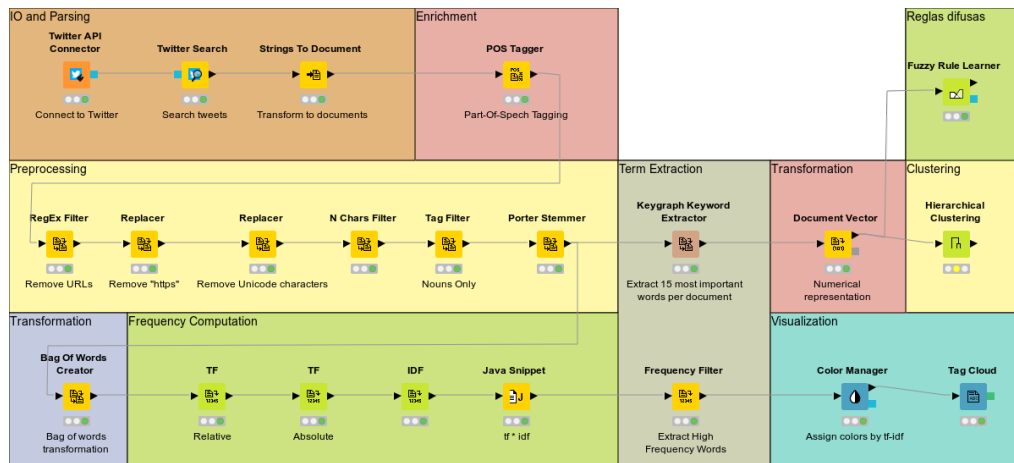 IO and Parsing
Enrichment
Reglas difusas
Twitter API
Connector
Twitter Search
Strings To Document
POS Tagger
Fuzzy Rule Learner
POS
Connect to Twitter
Search tweets
Transform to documents
Part-Of-Spech Tagging
Preprocessing
Term Extraction
Transformation
Clustering
RegEx Filter
Replacer
Replacer
N Chars Filter
Tag Filter
Porter Stemmer
Keygraph Keyword
Extractor
Document Vector
Hierarchical
Clustering
Remove URLs
Remove "https"
Remove Unicode characters
Nouns Only
Extract 15 most important
words per document
Numerical
representation
Transformation
Frequency Computation
Visualization
Bag Of Words
Creator
TF
TF
IDF
Java Snippet
Frequency Filter
Color Manager
Tag Cloud
12345
12345
12345
J
12345
Bag of words
transformation
Relative
Absolute
tf * idf
Extract High
Frequency Words
Assign colors by tf-idf